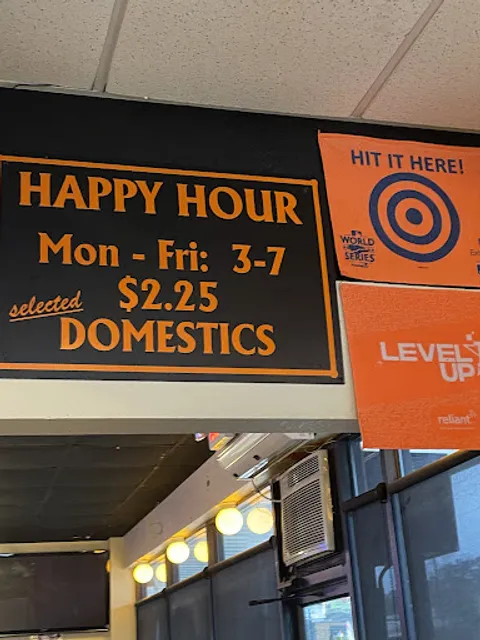 HAPPY HOUR
Mon - Fri: 3-7
$2.25
selected
DOMESTICS
HIT IT HERE!
WORLD
SERIES
LEVEL
UP
reliant